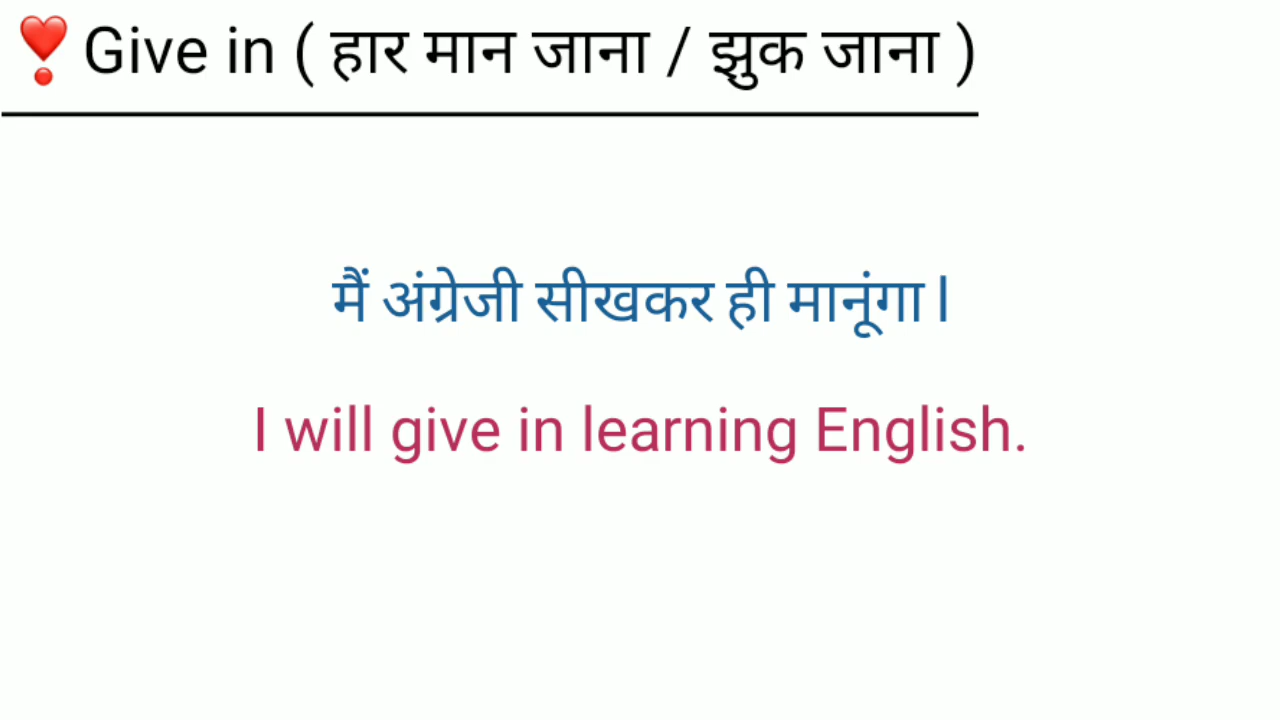 ❣️Give in ( हार मान जाना / झुक जाना )
मैं अंग्रेजी सीखकर ही मानूंगा l
I will give in learning English.